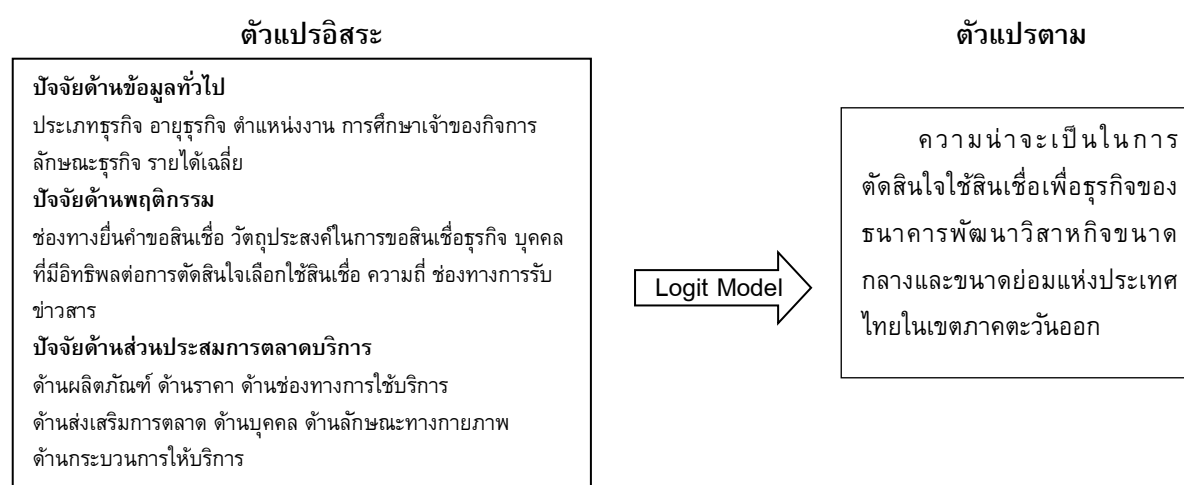 ตัวแปรอิสระ
ปัจจัยด้านข้อมูลทั่วไป
ประเภทธุรกิจ อายุธุรกิจ ตำแหน่งงาน การศึกษาเจ้าของกิจการ
ลักษณะธุรกิจ รายได้เฉลี่ย
ปัจจัยด้านพฤติกรรม
ช่องทางยื่นคำขอสินเชื่อ วัตถุประสงค์ในการขอสินเชื่อธุรกิจ บุคคล
ที่มีอิทธิพลต่อการตัดสินใจเลือกใช้สินเชื่อ ความถี่ ช่องทางการรับ
ข่าวสาร
ปัจจัยด้านส่วนประสมการตลาดบริการ
ด้านผลิตภัณฑ์ ด้านราคา ด้านช่องทางการใช้บริการ
ด้านส่งเสริมการตลาด ด้านบุคคล ด้านลักษณะทางกายภาพ
ด้านกระบวนการให้บริการ
Logit Model
ตัวแปรตาม
ความน่าจะเป็นในการ
ตัดสินใจใช้สินเชื่อเพื่อธุรกิจของ
ธนาคารพัฒนาวิสาหกิจขนาด
กลางและขนาดย่อมแห่งประเทศ
ไทยในเขตภาคตะวันออก